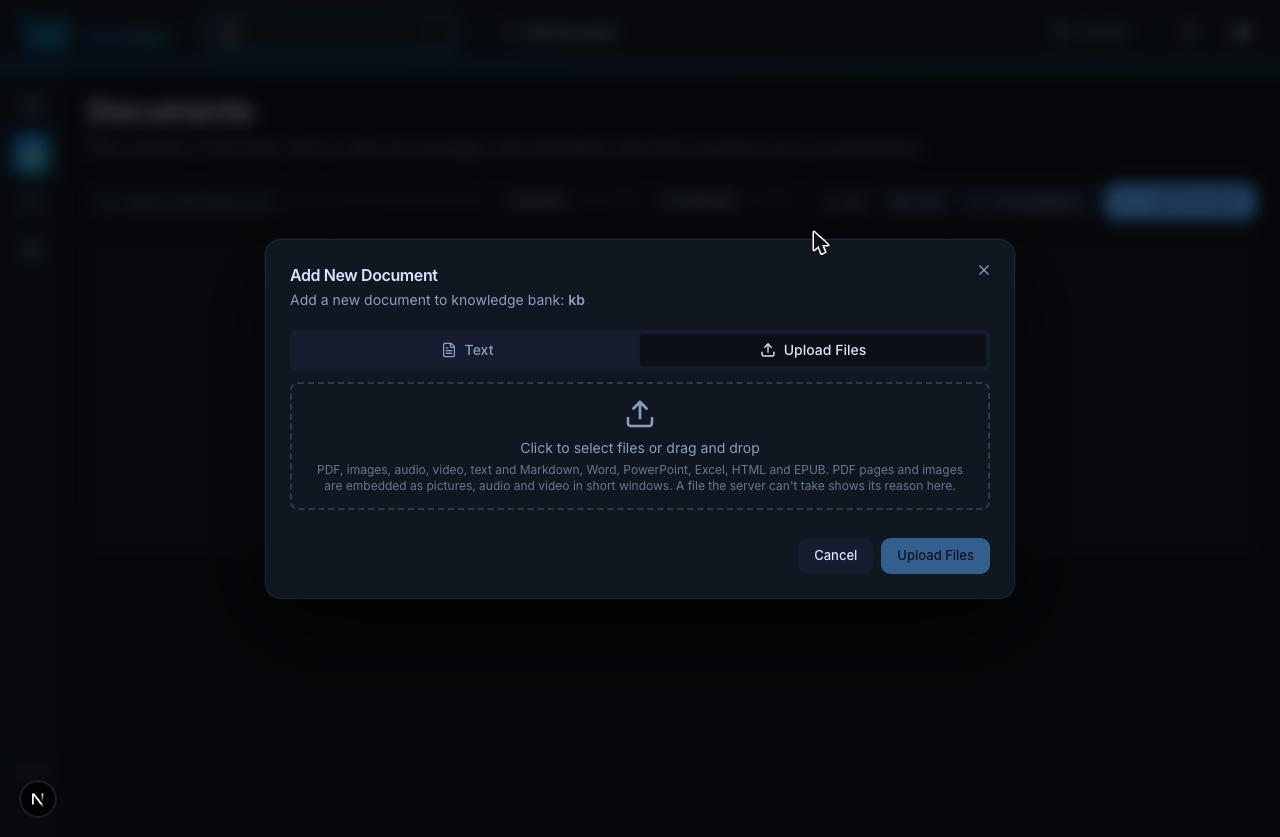 Documents
Add New Document
Add a new document to knowledge bank: kb
Text
Upload Files
Click to select files or drag and drop
PDF, images, audio, video, text and Markdown, Word, PowerPoint, Excel, HTML and EPUB. PDF pages and images
are embedded as pictures, audio and video in short windows. A file the server can't take shows its reason here.
Cancel
Upload Files
N